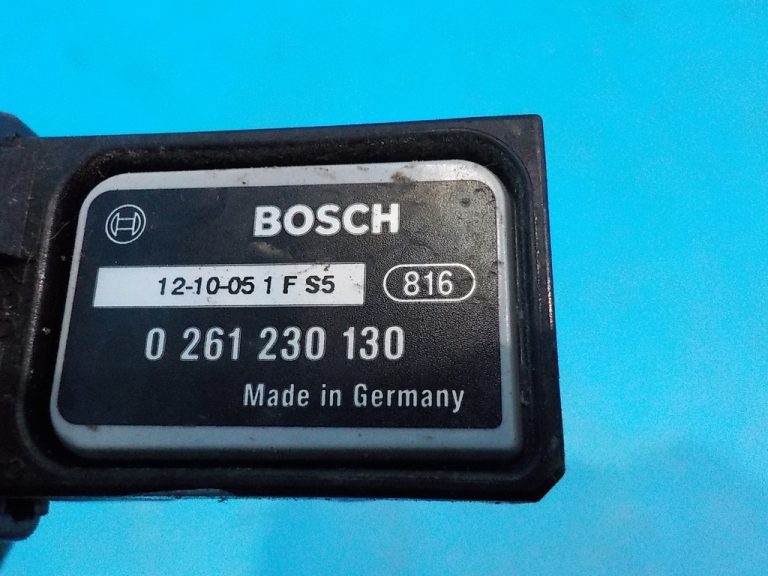 BOSCH
12-10-05 1 F S5
816
0 261 230 130
Made in Germany